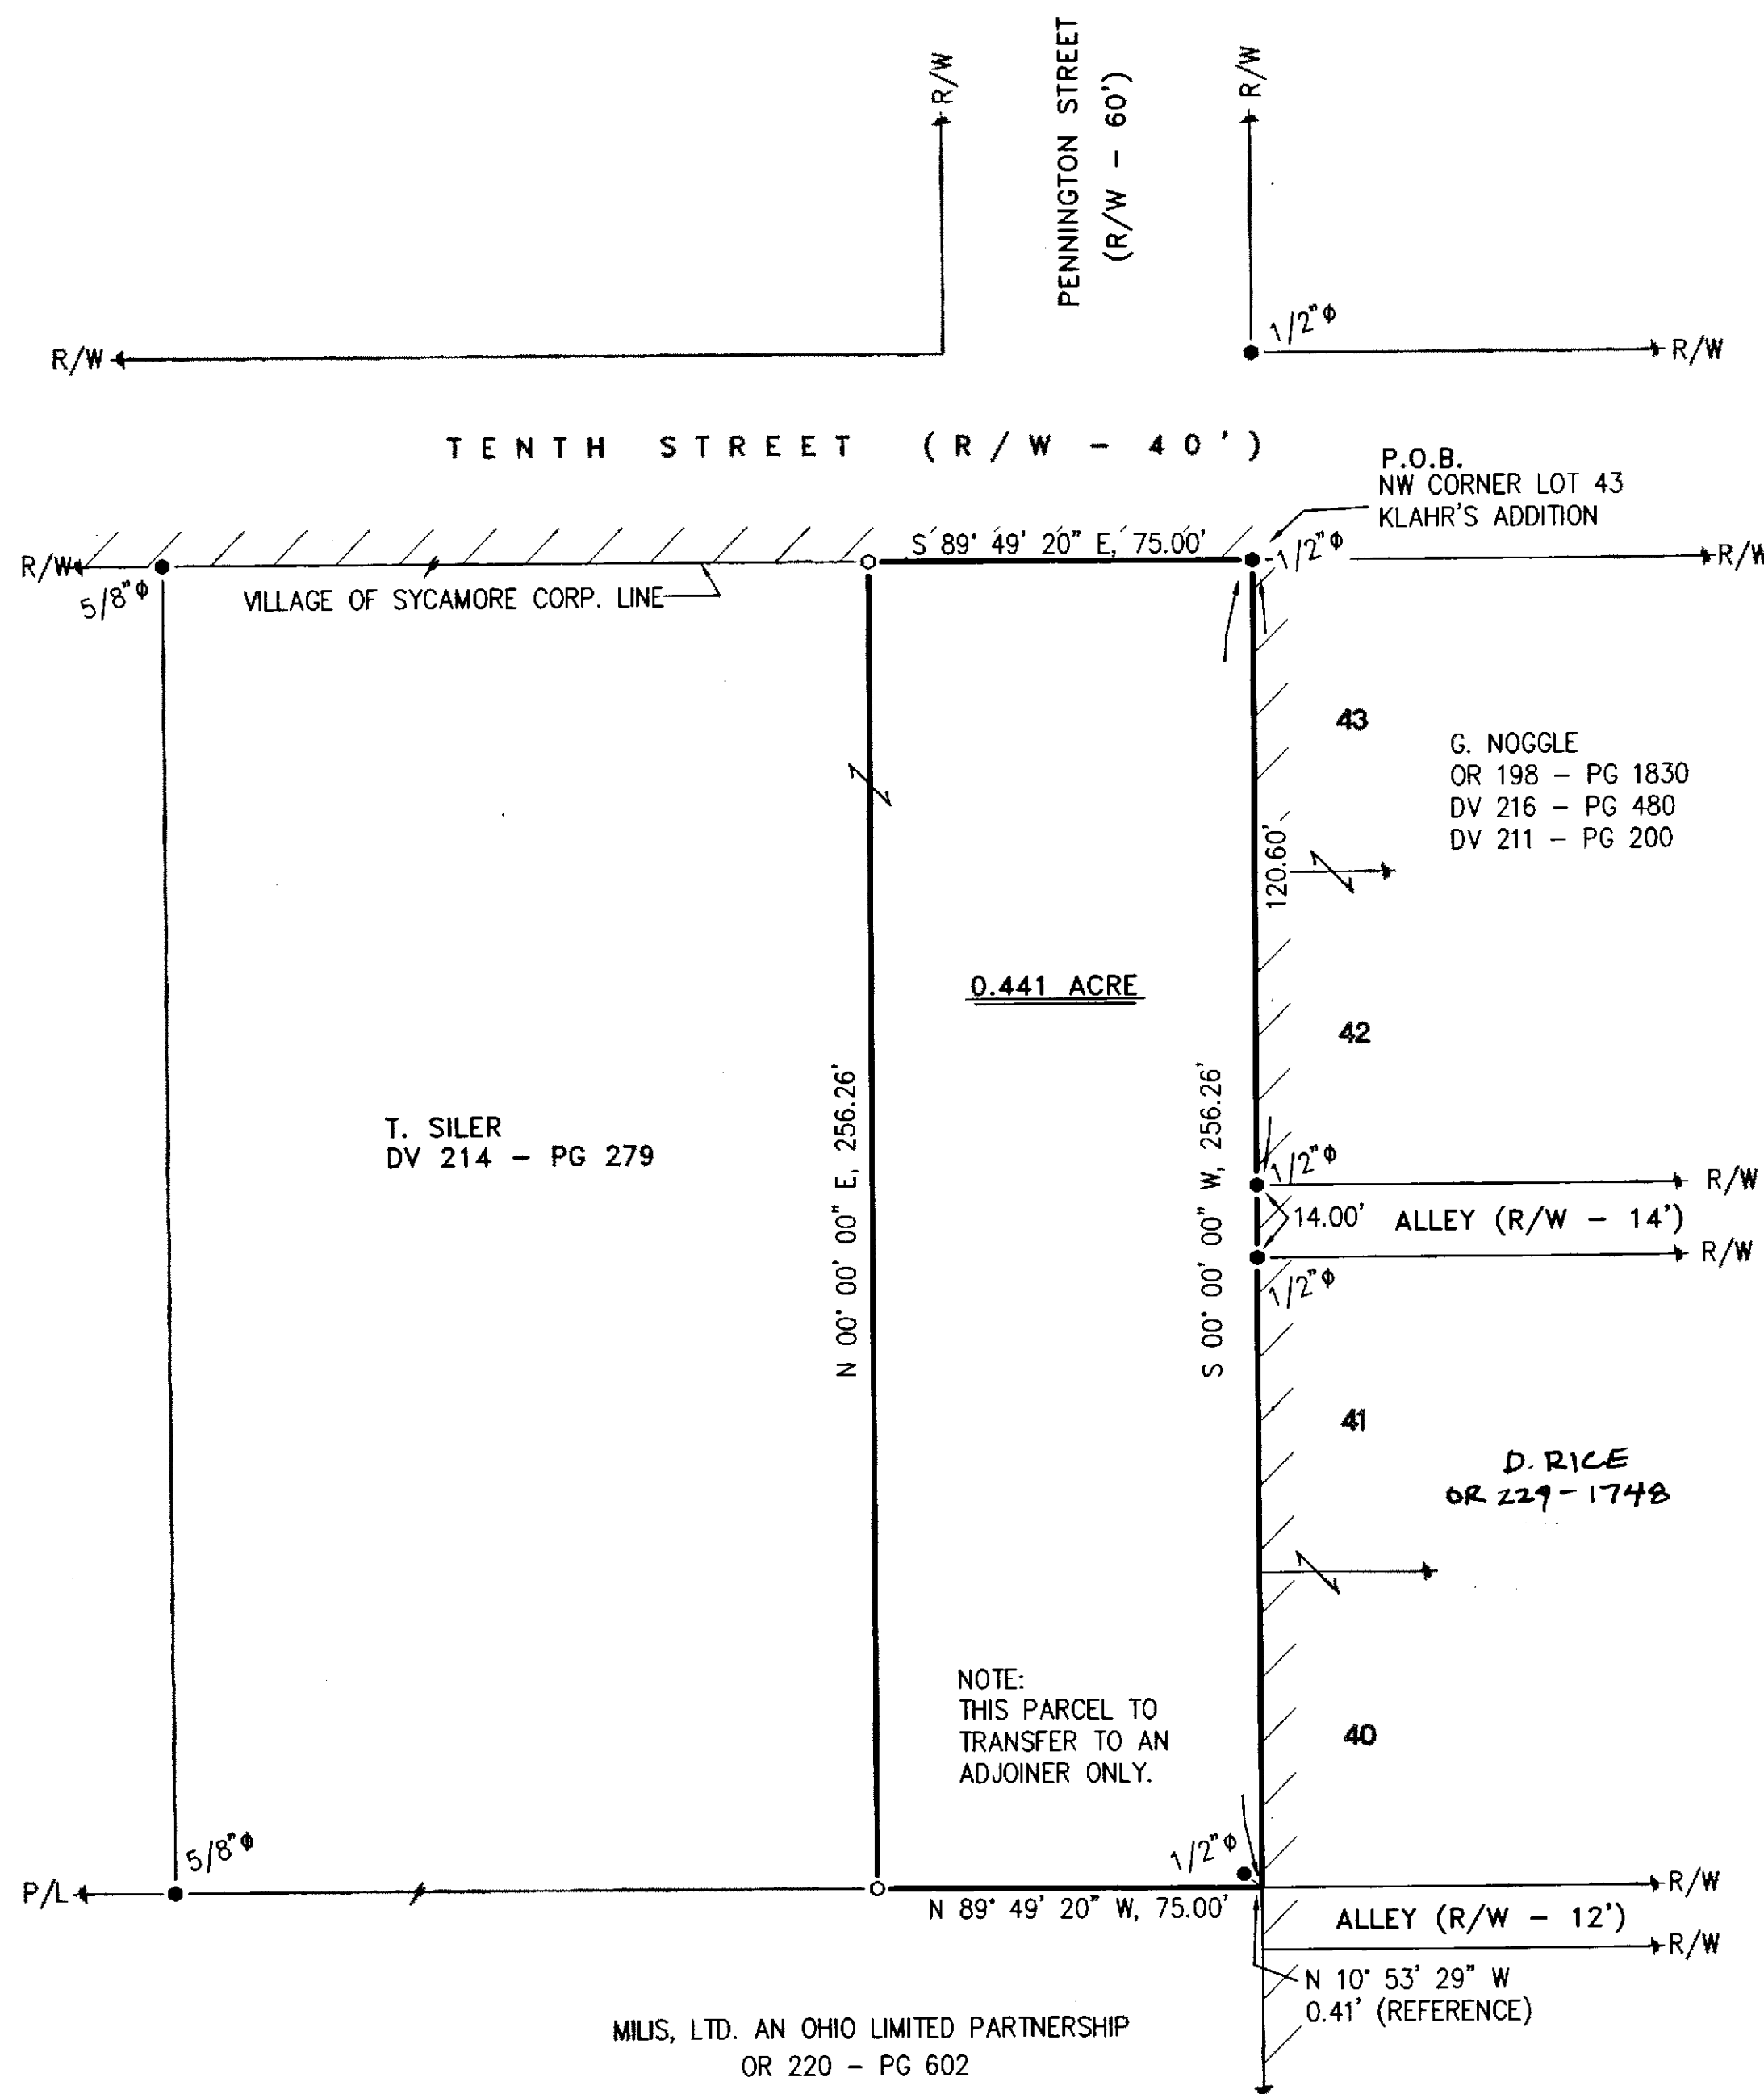 R/W
PENNINGTON STREET
(R/W - 60')
R/W
1/2"ϕ
R/W
R/W
TENTH STREET (R/W - 40')
P.O.B.
NW CORNER LOT 43
KLAHR'S ADDITION
S 89° 49' 20" E, 75.00'
1/2"ϕ
R/W
R/W
5/8"ϕ
VILLAGE OF SYCAMORE CORP. LINE
43
G. NOGGLE
OR 198 - PG 1830
DV 216 - PG 480
DV 211 - PG 200
120.60'
0.441 ACRE
42
N 00° 00' 00" E, 256.26'
S 00° 00' 00" W, 256.26'
T. SILER
DV 214 - PG 279
1/2"ϕ
R/W
14.00'
ALLEY (R/W - 14')
R/W
1/2"ϕ
41
D. RICE
OR 229-1748
NOTE:
THIS PARCEL TO
TRANSFER TO AN
ADJOINER ONLY.
40
5/8"ϕ
1/2"ϕ
P/L
R/W
N 89° 49' 20" W, 75.00'
ALLEY (R/W - 12')
R/W
N 10° 53' 29" W
0.41' (REFERENCE)
MILIS, LTD. AN OHIO LIMITED PARTNERSHIP
OR 220 - PG 602